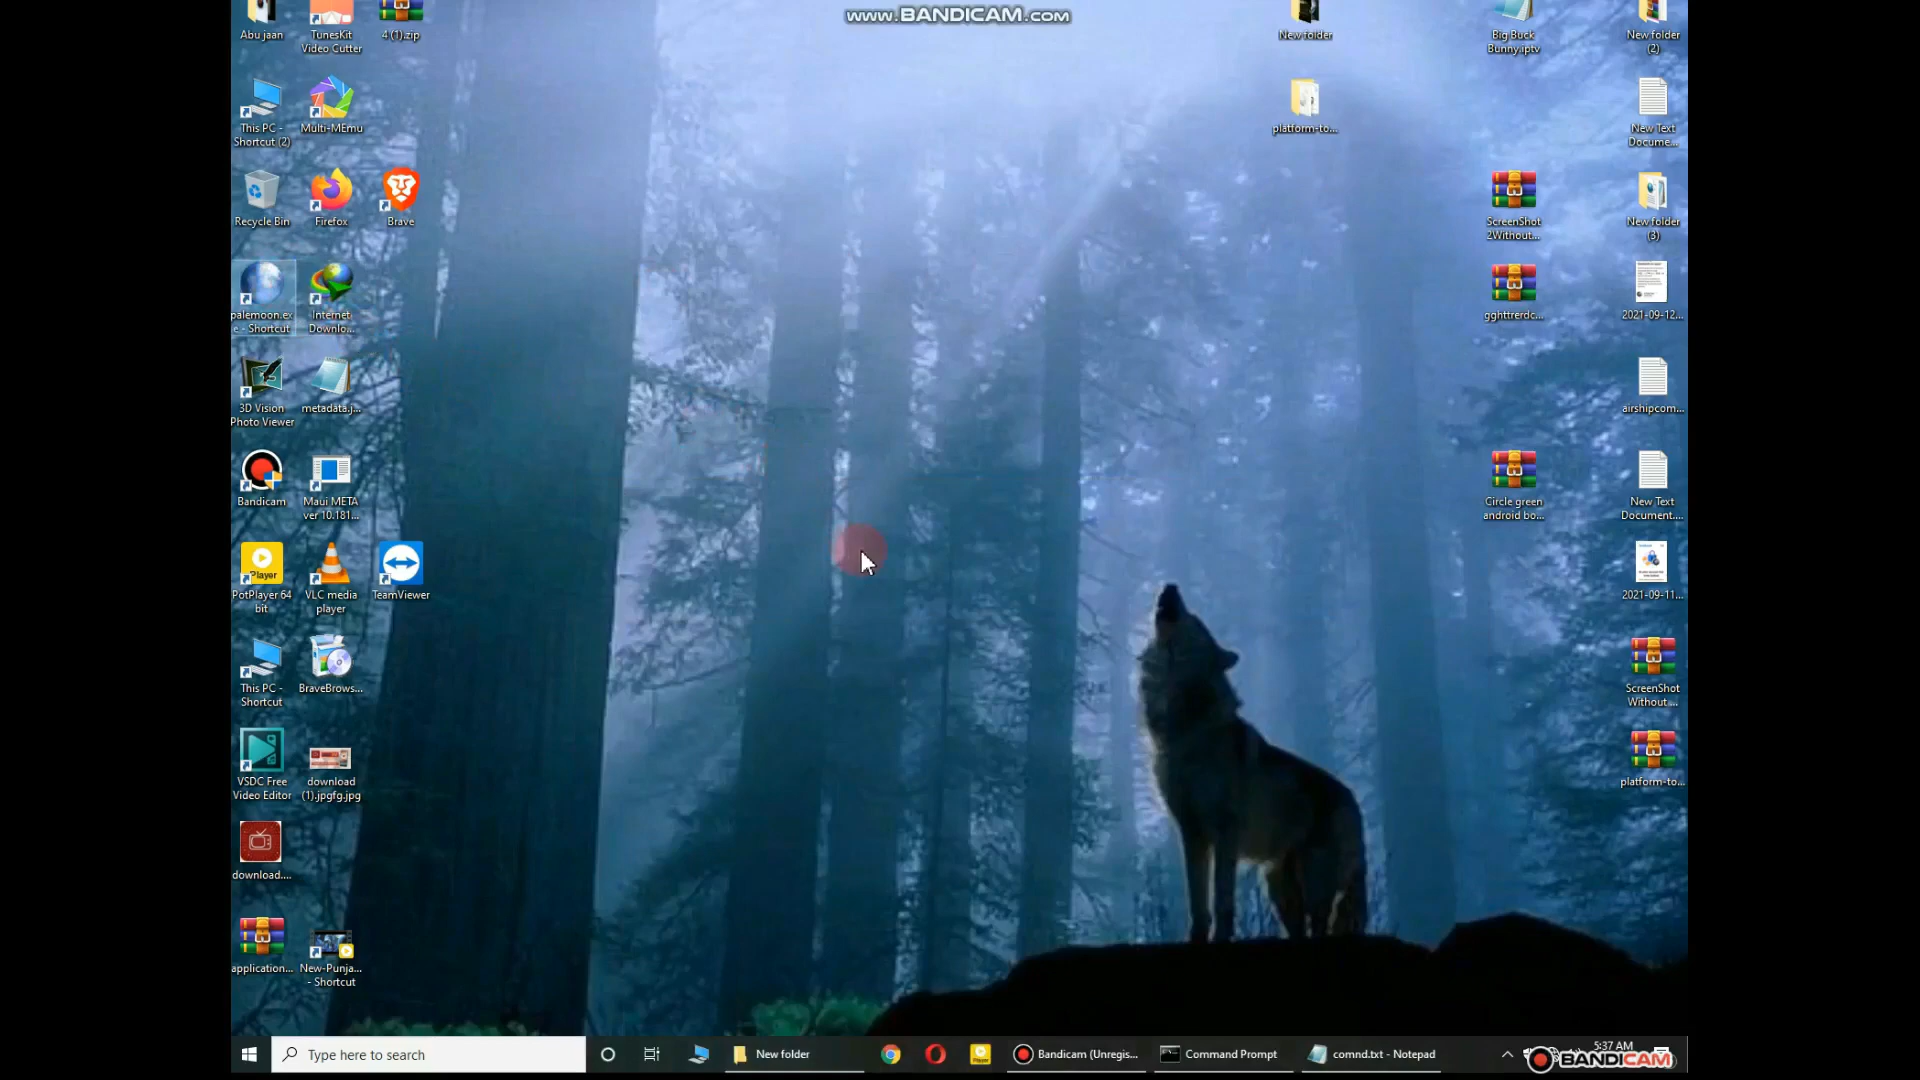 www.BANDICAM.com
Abu jaan
TunesKit
Video Cutter
4 (1).zip
New folder
Big Buck
Bunny.iptv
New folder
(2)
This PC -
Shortcut (2)
Multi-MEmu
platform-to...
New Text
Docume...
Recycle Bin
Firefox
Brave
ScreenShot
2Without...
New folder
(3)
palemoon.ex
e - Shortcut
Internet
Downlo...
gghttrerdc...
2021-09-12...
3D Vision
Photo Viewer
metadata.j...
airshipcom...
Bandicam
Maui META
ver 10.181...
Circle green
android bo...
New Text
Document....
Player
PotPlayer 64
bit
VLC media
player
TeamViewer
2021-09-11...
This PC -
Shortcut
BraveBrows...
ScreenShot
Without ...
VSDC Free
Video Editor
download
(1).jpgfg.jpg
platform-to...
download....
application...
New-Punja...
- Shortcut
Type here to search
New folder
Player
Bandicam (Unregis...
Command Prompt
comnd.txt - Notepad
5:37 AM
BANDICAM